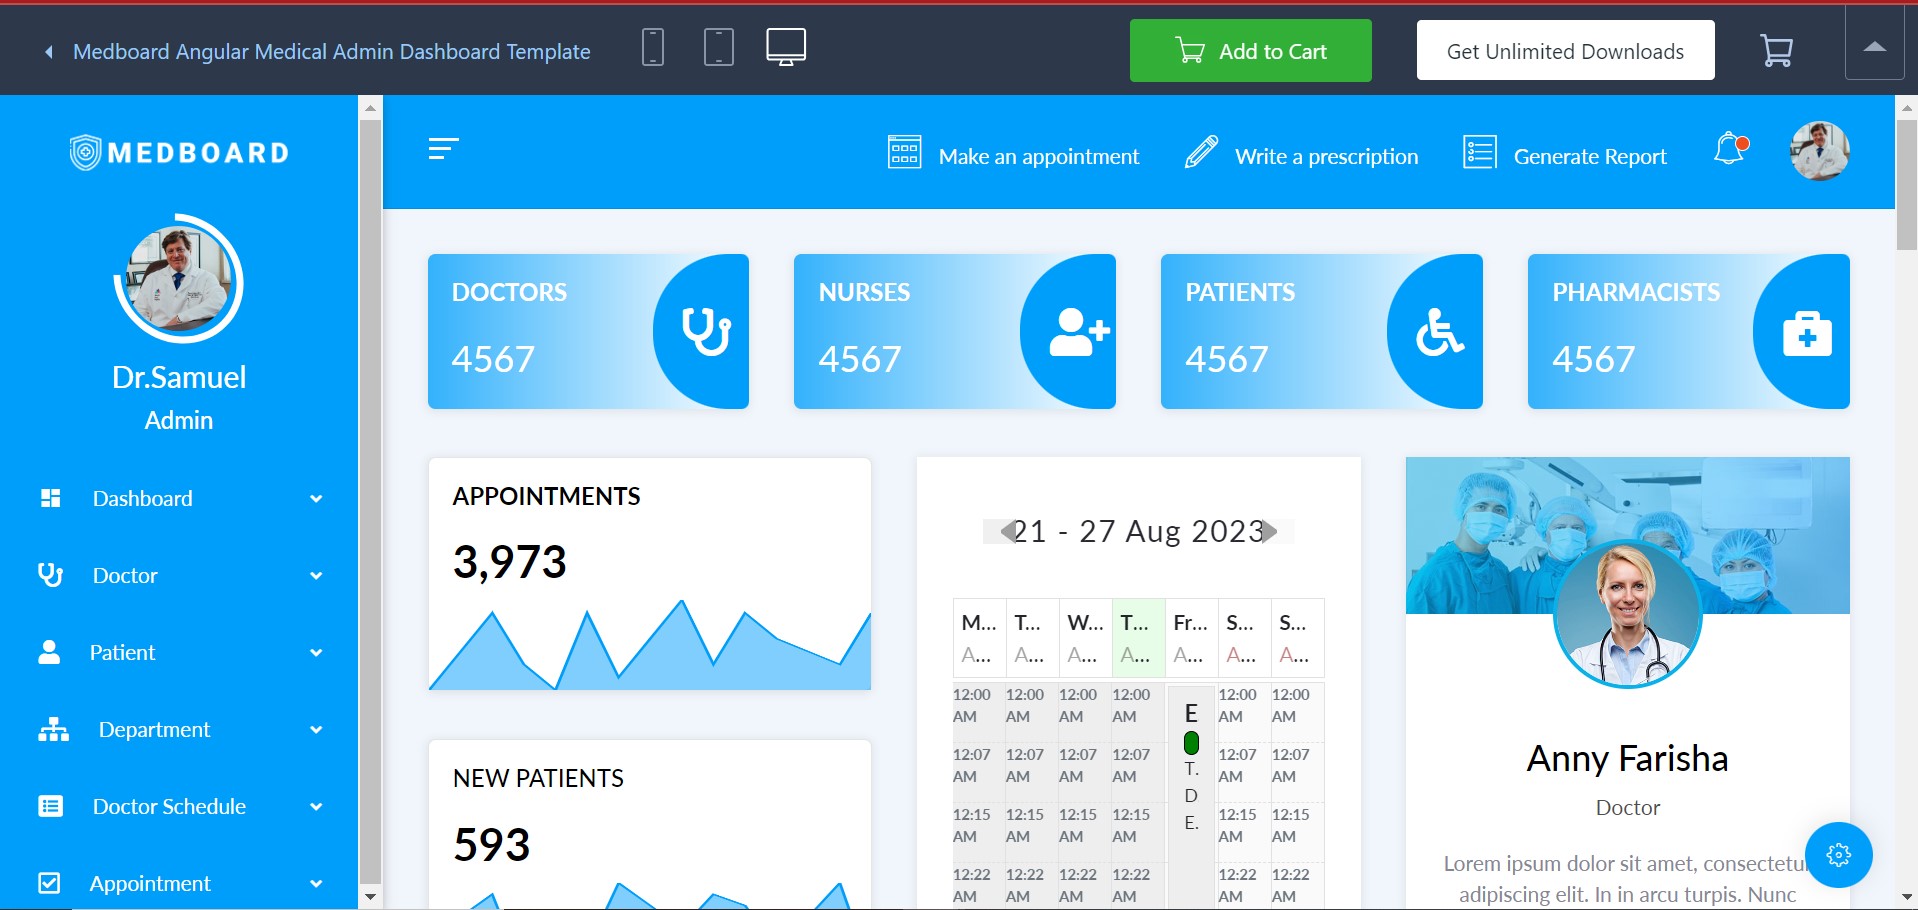 Medboard Angular Medical Admin Dashboard Template
Add to Cart
Get Unlimited Downloads
MEDBOARD
Make an appointment
Write a prescription
Generate Report
Dr.Samuel
Admin
Dashboard
Doctor
Patient
Department
Doctor Schedule
Appointment
DOCTORS
4567
NURSES
4567
PATIENTS
4567
PHARMACISTS
4567
APPOINTMENTS
3,973
NEW PATIENTS
593
21 - 27 Aug 2023
M... T... W... T... Fr... S... S...
A... A... A... A... A... A... A...
12:00 12:00 12:00 12:00 12:00 12:00
AM AM AM AM AM AM
12:07 12:07 12:07 12:07 12:07 12:07
AM AM AM AM AM AM
12:15 12:15 12:15 12:15 12:15 12:15
AM AM AM AM AM AM
12:22 12:22 12:22 12:22 12:22 12:22
AM AM AM AM AM AM
E
T.
D
E.
Anny Farisha
Doctor
Lorem ipsum dolor sit amet, consectetu
adipiscing elit. In in arcu turpis. Nunc